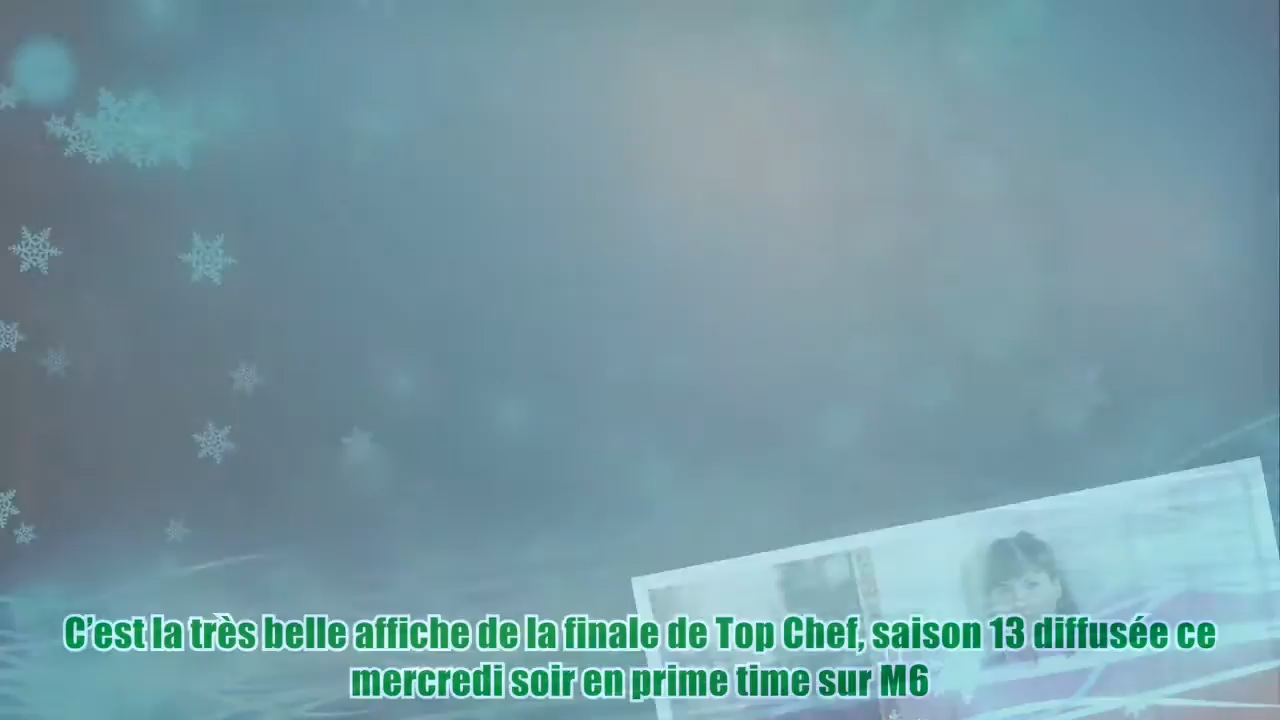 C’est la très belle affiche de la finale de Top Chef, saison 13 diffusée ce
mercredi soir en prime time sur M6